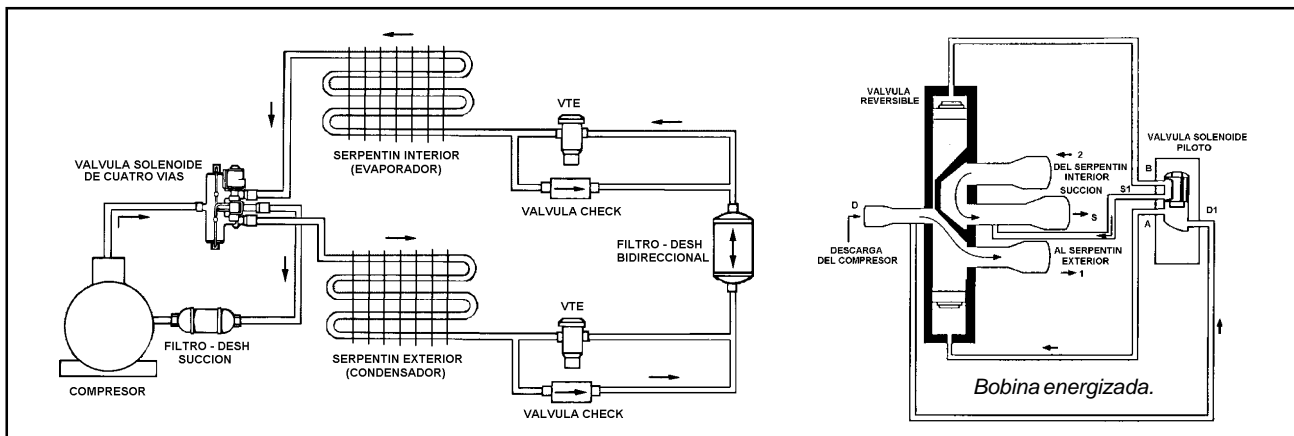 VALVULA SOLENOIDE
DE CUATRO VIAS
COMPRESOR
FILTRO - DESH
SUCCION
SERPENTIN INTERIOR
(EVAPORADOR)
SERPENTIN EXTERIOR
(CONDENSADOR)
VTE
VALVULA CHECK
FILTRO - DESH
BIDIRECCIONAL
VTE
VALVULA CHECK
VALVULA
REVERSIBLE
VALVULA SOLENOIDE
PILOTO
2
DEL SERPENTIN
INTERIOR
SUCCION
S
B
S1
A
D1
D
DESCARGA
DEL COMPRESOR
AL SERPENTIN
EXTERIOR
1
Bobina energizada.